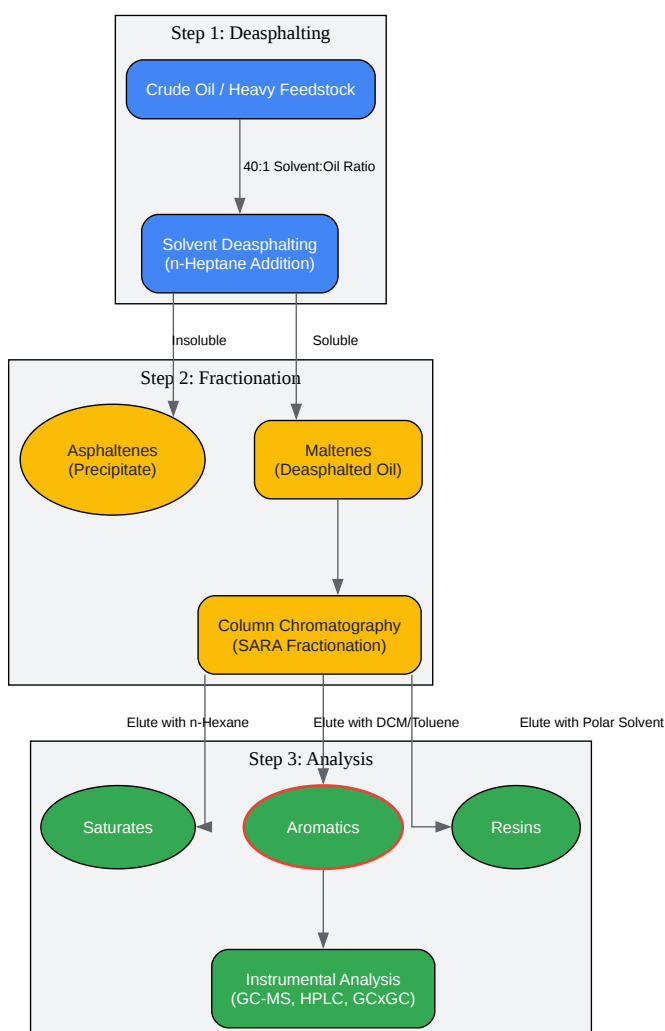 Step 1: Deasphalting
Crude Oil / Heavy Feedstock
40:1 Solvent:Oil Ratio
Solvent Deasphalting
(n-Heptane Addition)
Insoluble
Soluble
Step 2: Fractionation
Asphaltenes
(Precipitate)
Maltenes
(Deasphalted Oil)
Column Chromatography
(SARA Fractionation)
Elute with n-Hexane
Elute with DCM/Toluene
Elute with Polar Solvent
Step 3: Analysis
Saturates
Aromatics
Resins
Instrumental Analysis
(GC-MS, HPLC, GCxGC)